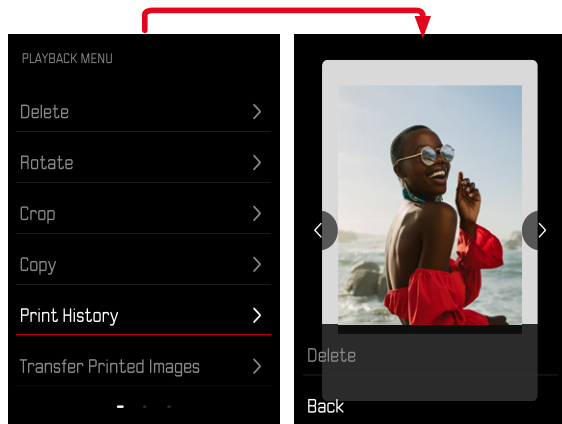 PLAYBACK MENU
Delete
Rotate
Crop
Copy
Print History
Transfer Printed Images
Delete
Back